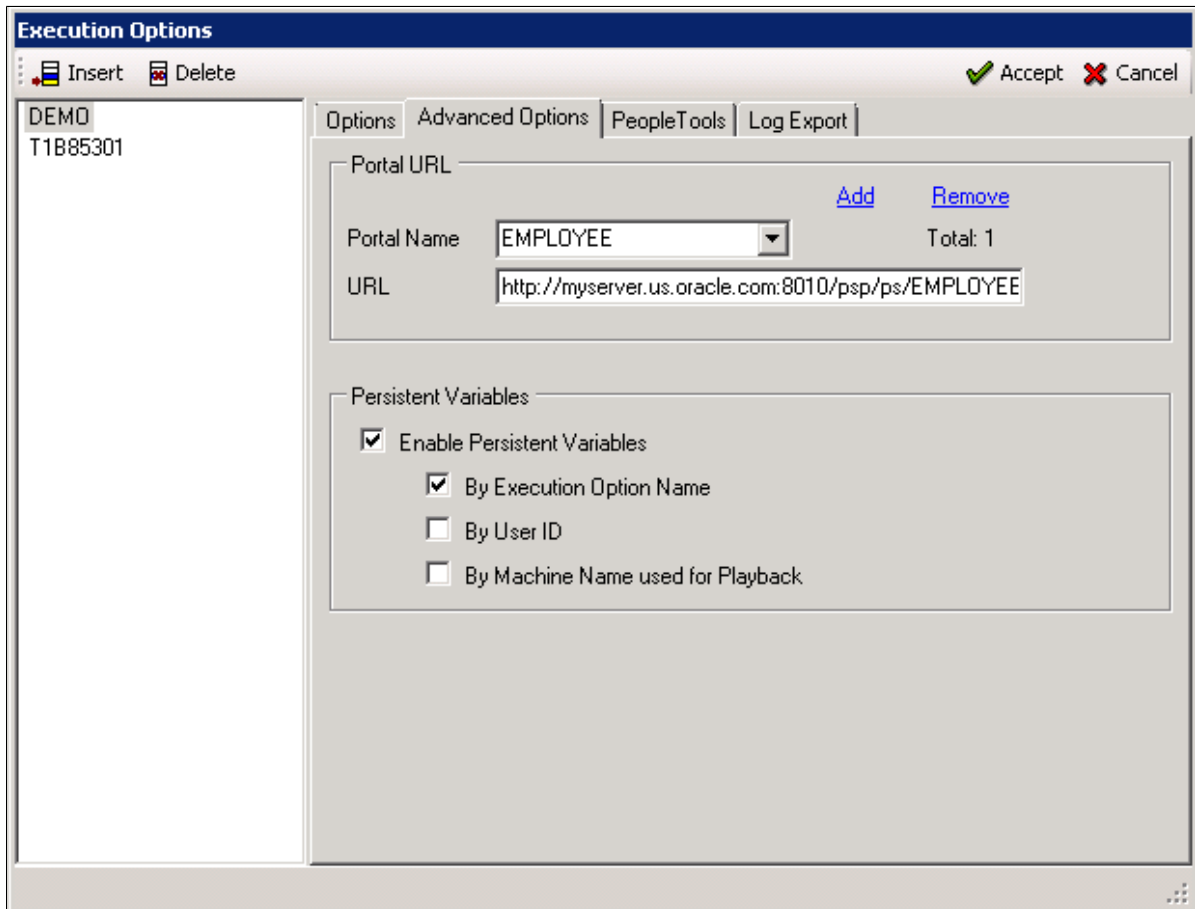 Execution Options
Insert Delete Accept Cancel
DEMO
T1B85301
Options Advanced Options PeopleTools Log Export
Portal URL
Add Remove
Portal Name EMPLOYEE Total: 1
URL http://myserver.us.oracle.com:8010/psp/ps/EMPLOYEE
Persistent Variables
Enable Persistent Variables
By Execution Option Name
By User ID
By Machine Name used for Playback